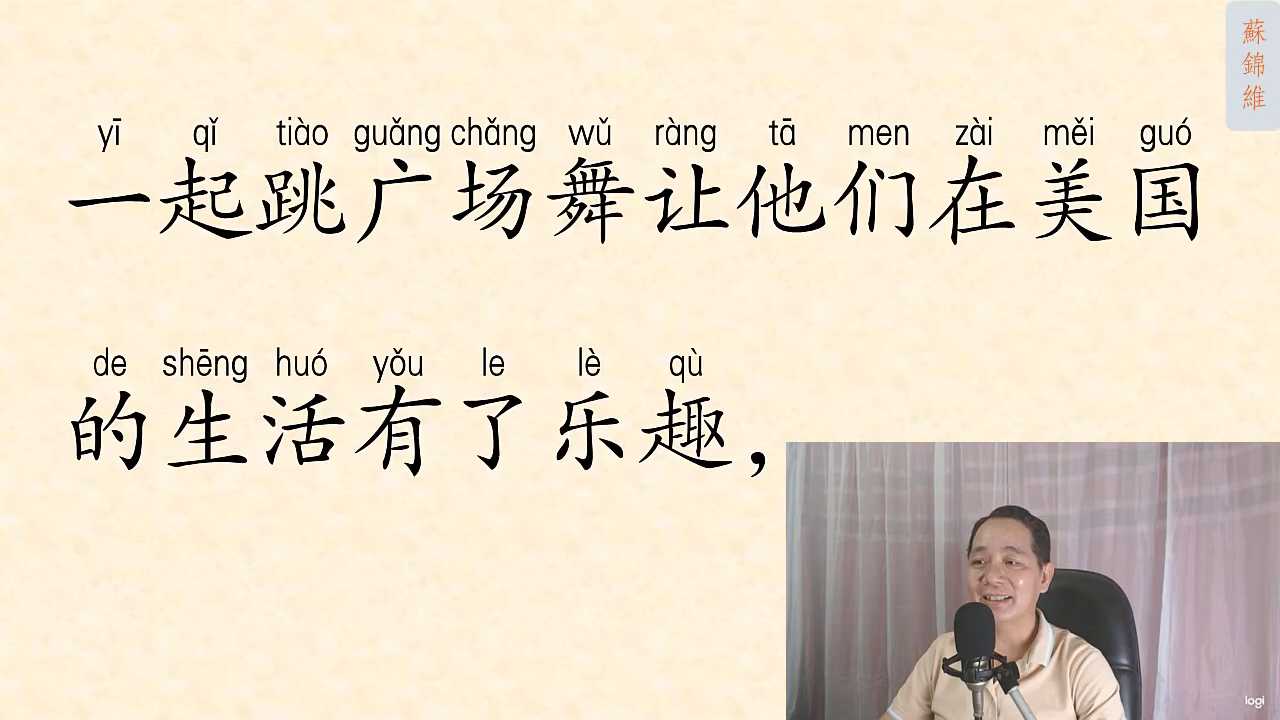 蘇錦維
yī qǐ tiào guǎng chǎng wǔ ràng tā men zài měi guó
一起跳广场舞让他们在美国
de shēng huó yǒu le lè qù
的生活有了乐趣，
logi